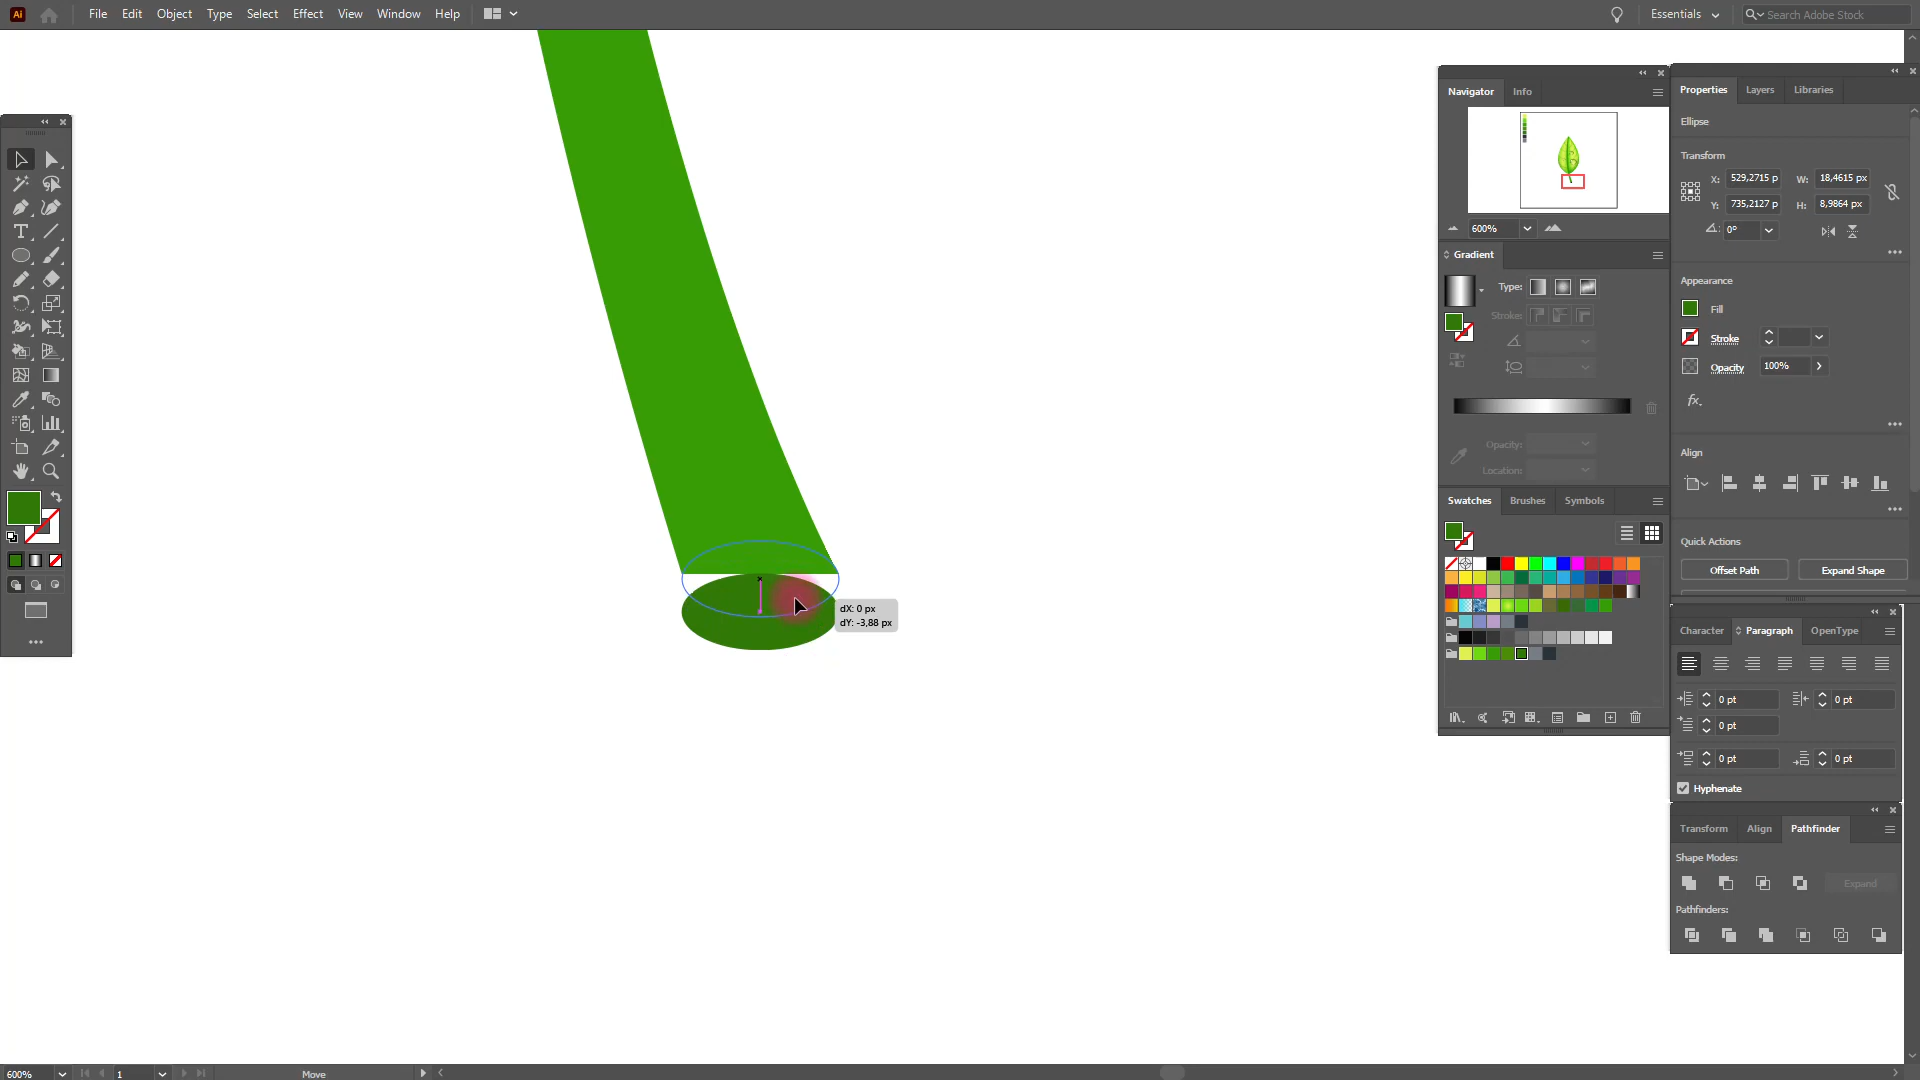 Ai File Edit Object Type Select Effect View Window Help Essentials Search Adobe Stock
Navigator Info
600%
Gradient
Type:
Stroke:
Opacity:
Location:
Swatches Brushes Symbols
Properties Layers Libraries
Ellipse
Transform
X: 529,2715 p W: 18,4615 px
Y: 735,2127 p H: 8,9864 px
0°
Appearance
Fill
Stroke
Opacity 100%
fx.
Align
Quick Actions
Offset Path Expand Shape
Character Paragraph OpenType
0 pt 0 pt
0 pt
0 pt 0 pt
Hyphenate
Transform Align Pathfinder
Shape Modes:
Expand
Pathfinders:
dX: 0 px
dY: -3,88 px
600% 1 Move